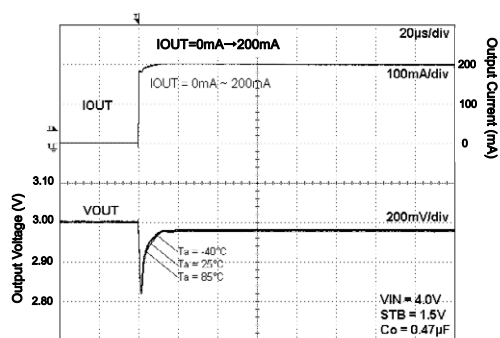 IOUT=0mA→200mA
20µs/div
100mA/div
IOUT = 0mA ~ 200mA
IOUT
200
100
0
Output Current (mA)
3.10
3.00
2.90
2.80
Output Voltage (V)
VOUT
200mV/div
Ta = -40°C
Ta = 25°C
Ta = 85°C
VIN = 4.0V
STB = 1.5V
Co = 0.47µF